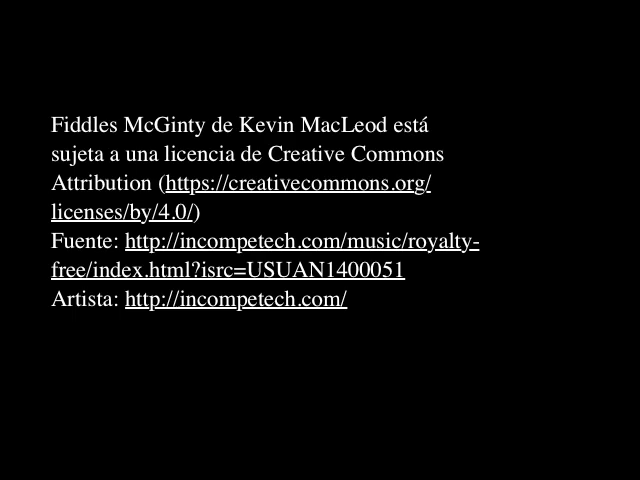 Fiddles McGinty de Kevin MacLeod está
sujeta a una licencia de Creative Commons
Attribution (https://creativecommons.org/
licenses/by/4.0/)
Fuente: http://incompetech.com/music/royalty-
free/index.html?isrc=USUAN1400051
Artista: http://incompetech.com/